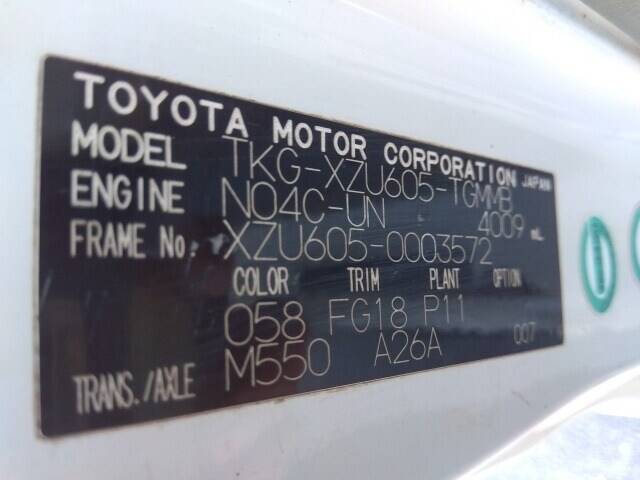 TOYOTA MOTOR CORPORATION JAPAN
MODEL TKG-XZU605-TGMMB
ENGINE N04C-UN 4009 mL
FRAME No. XZU605-0003572
COLOR TRIM PLANT OPTION
058 FG18 P11
TRANS./AXLE M550 A26A 007